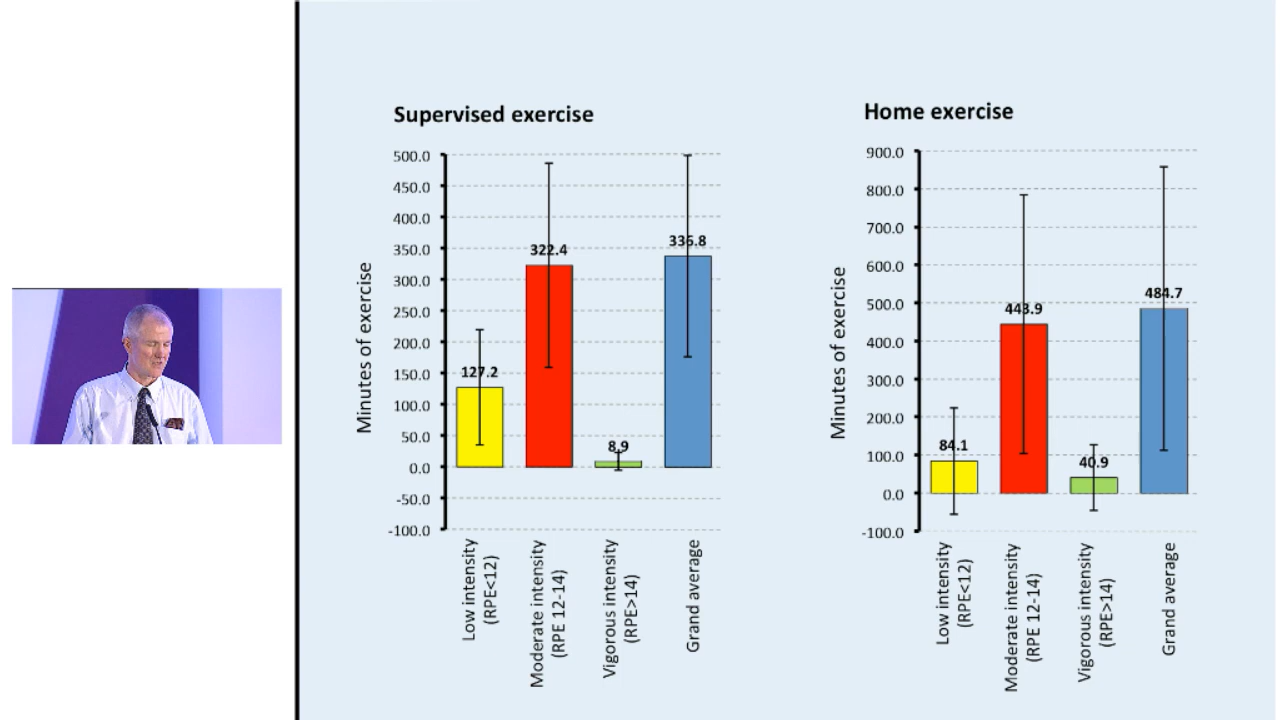 Supervised exercise
Minutes of exercise
500.0
450.0
400.0
350.0
300.0
250.0
200.0
150.0
100.0
50.0
0.0
-50.0
-100.0
127.2
322.4
8.9
336.8
Low intensity
(RPE<12)
Moderate intensity
(RPE 12-14)
Vigorous intensity
(RPE>14)
Grand average
Home exercise
Minutes of exercise
900.0
800.0
700.0
600.0
500.0
400.0
300.0
200.0
100.0
0.0
-100.0
84.1
443.9
40.9
484.7
Low intensity
(RPE<12)
Moderate intensity
(RPE 12-14)
Vigorous intensity
(RPE>14)
Grand average